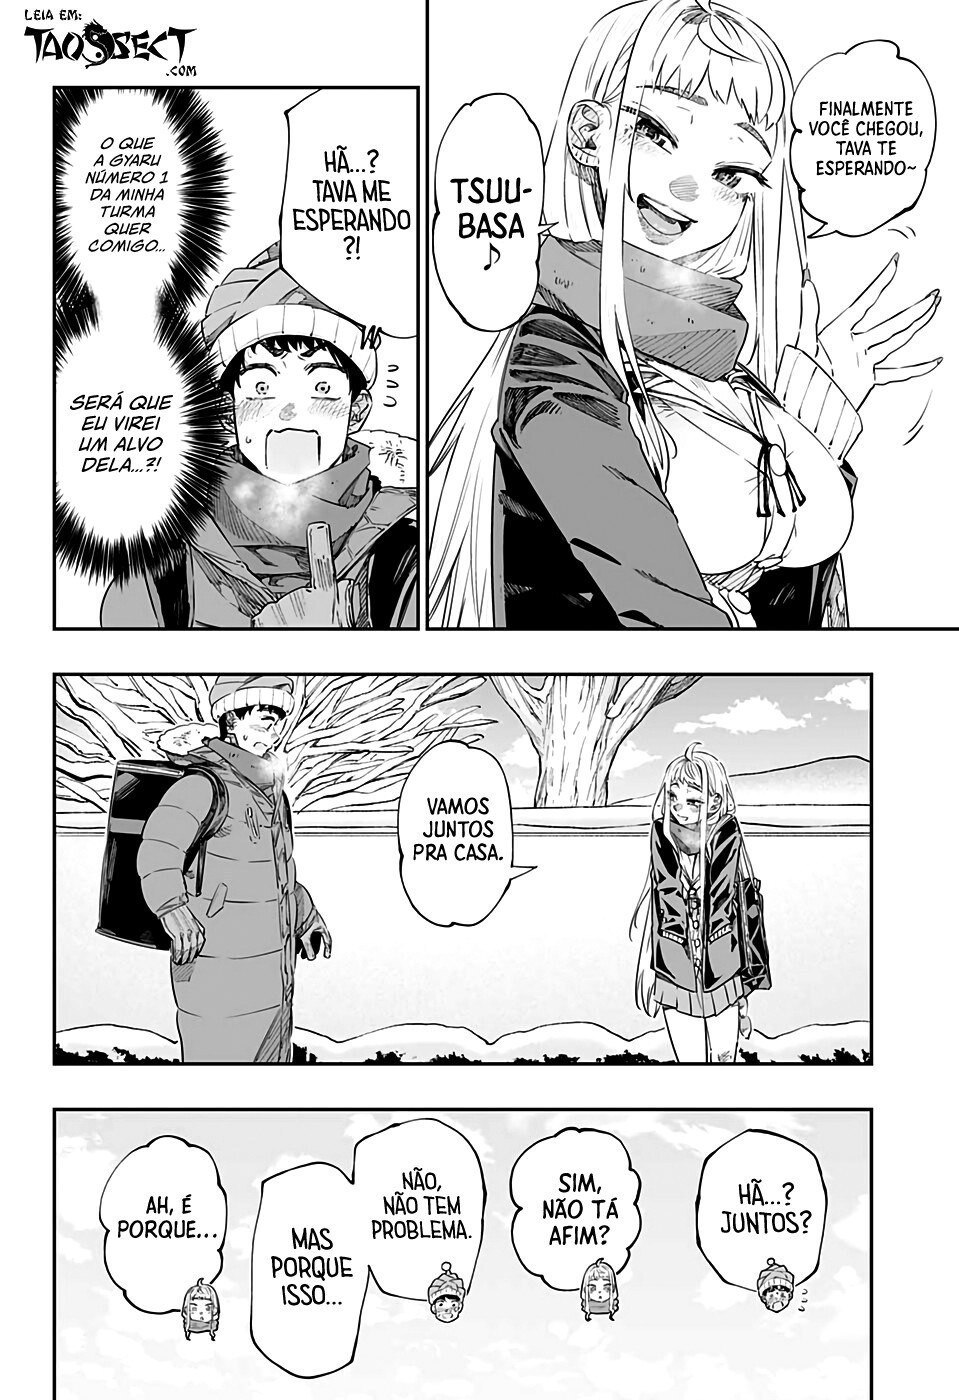 LEIA EM:
TAOSSECT
.COM
FINALMENTE
VOCÊ CHEGOU,
TAVA TE
ESPERANDO~
TSUU-
BASA
♪
HÃ...?
TAVA ME
ESPERANDO
?!
O QUE
A GYARU
NÚMERO 1
DA MINHA
TURMA
QUER
COMIGO...
SERÁ QUE
EU VIREI
UM ALVO
DELA...?!
VAMOS
JUNTOS
PRA CASA.
HÃ...?
JUNTOS?
SIM,
NÃO TÁ
AFIM?
NÃO,
NÃO TEM
PROBLEMA.
MAS
PORQUE
ISSO...
AH, É
PORQUE...